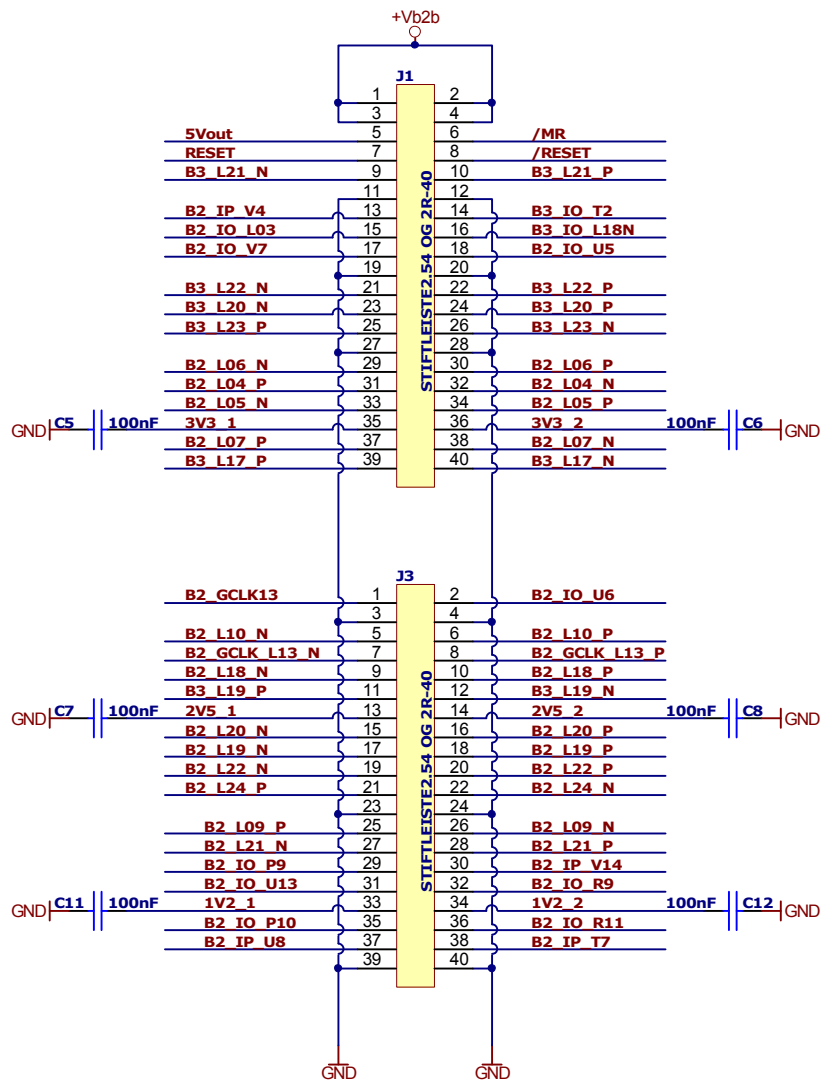 +Vb2b
J1
1 2
3 4
5Vout 5 6 /MR
RESET 7 8 /RESET
B3_L21_N 9 10 B3_L21_P
11 12
B2_IP_V4 13 14 B3_IO_T2
B2_IO_L03 15 16 B3_IO_L18N
B2_IO_V7 17 18 B2_IO_U5
19 20
B3_L22_N 21 22 B3_L22_P
B3_L20_N 23 24 B3_L20_P
B3_L23_P 25 26 B3_L23_N
27 28
B2_L06_N 29 30 B2_L06_P
B2_L04_P 31 32 B2_L04_N
B2_L05_N 33 34 B2_L05_P
GND C5 100nF 3V3_1 35 36 3V3_2 100nF C6 GND
B2_L07_P 37 38 B2_L07_N
B3_L17_P 39 40 B3_L17_N
STIFTLEISTE2.54 OG 2R-40
J3
B2_GCLK13 1 2 B2_IO_U6
3 4
B2_L10_N 5 6 B2_L10_P
B2_GCLK_L13_N 7 8 B2_GCLK_L13_P
B2_L18_N 9 10 B2_L18_P
B3_L19_P 11 12 B3_L19_N
GND C7 100nF 2V5_1 13 14 2V5_2 100nF C8 GND
B2_L20_N 15 16 B2_L20_P
B2_L19_N 17 18 B2_L19_P
B2_L22_N 19 20 B2_L22_P
B2_L24_P 21 22 B2_L24_N
23 24
B2_L09_P 25 26 B2_L09_N
B2_L21_N 27 28 B2_L21_P
B2_IO_P9 29 30 B2_IP_V14
B2_IO_U13 31 32 B2_IO_R9
GND C11 100nF 1V2_1 33 34 1V2_2 100nF C12 GND
B2_IO_P10 35 36 B2_IO_R11
B2_IP_U8 37 38 B2_IP_T7
39 40
STIFTLEISTE2.54 OG 2R-40
GND GND